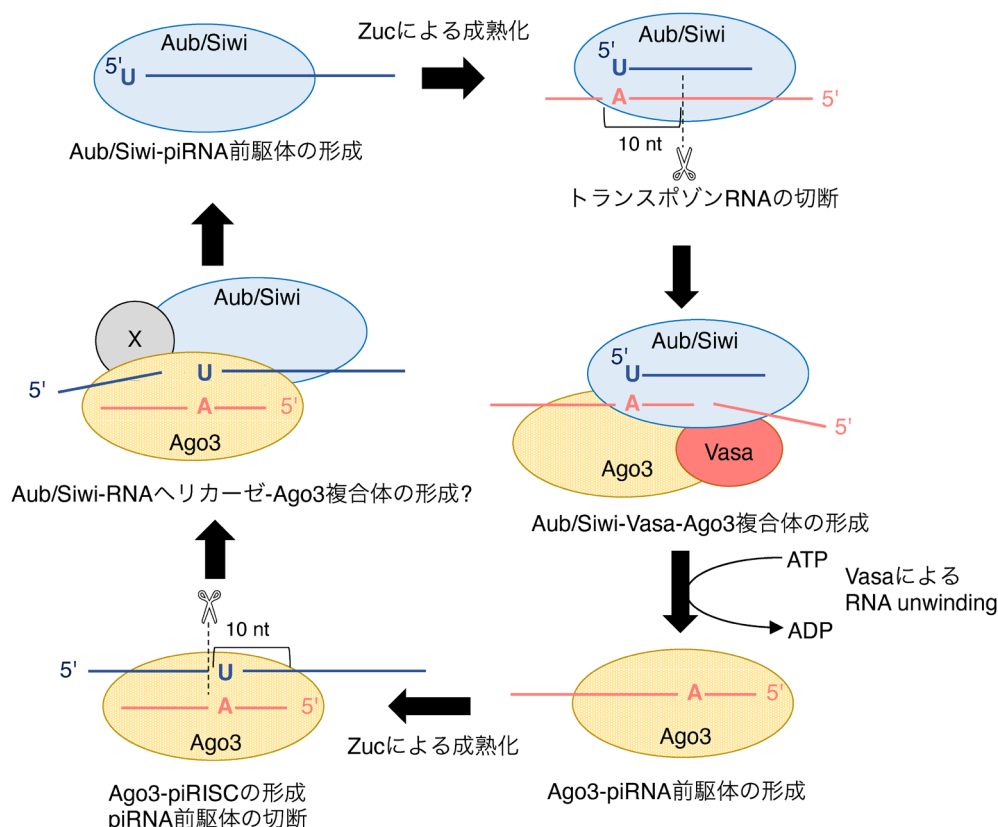 Aub/Siwi
5'
U
Aub/Siwi-piRNA前駆体の形成
Zucによる成熟化
Aub/Siwi
5'
U
A
5'
10 nt
トランスポゾンRNAの切断
Aub/Siwi
5'
U
A
5'
Ago3
Vasa
Aub/Siwi-Vasa-Ago3複合体の形成
ATP
ADP
Vasaによる
RNA unwinding
A
5'
Ago3
Ago3-piRNA前駆体の形成
Zucによる成熟化
10 nt
5'
U
A
5'
Ago3
Ago3-piRISCの形成
piRNA前駆体の切断
Aub/Siwi
X
5'
U
A
5'
Ago3
Aub/Siwi-RNAヘリカーゼ-Ago3複合体の形成?